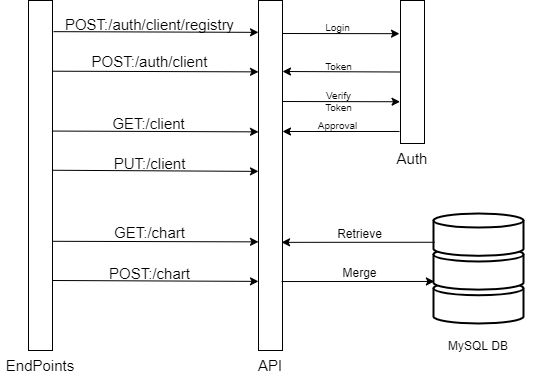 POST:/auth/client/registry
Login
POST:/auth/client
Token
Verify
Token
GET:/client
Approval
Auth
PUT:/client
GET:/chart
Retrieve
POST:/chart
Merge
MySQL DB
EndPoints
API